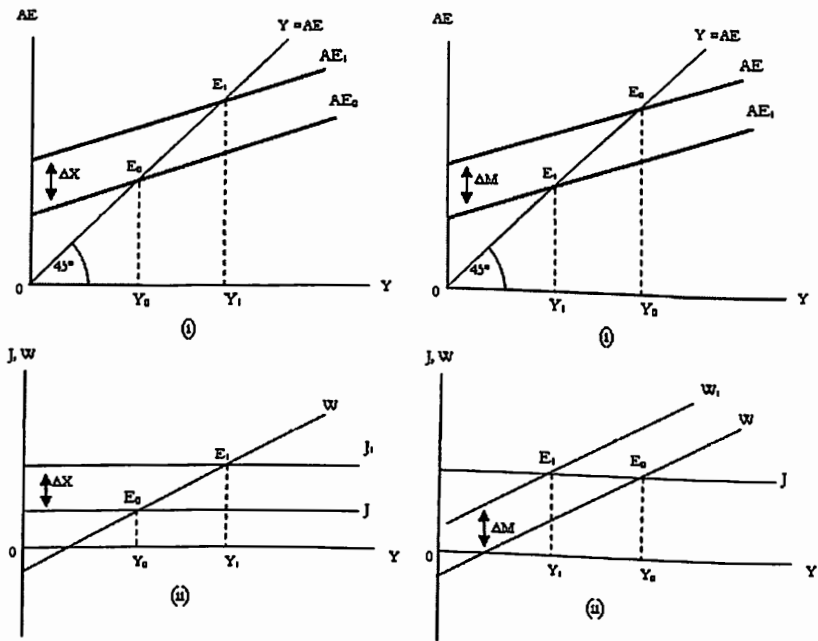 AE
Y = AE
AE₁
E₁
AE₀
E₀
ΔX
45°
0
Y₀
Y₁
Y
(i)
AE
Y = AE
AE
E₀
AE₁
E₁
ΔM
45°
0
Y₁
Y₀
Y
(i)
J, W
W
J₁
E₁
ΔX
E₀
J
0
Y₀
Y₁
Y
(ii)
J, W
W₁
W
E₁
E₀
J
ΔM
0
Y₁
Y₀
Y
(ii)